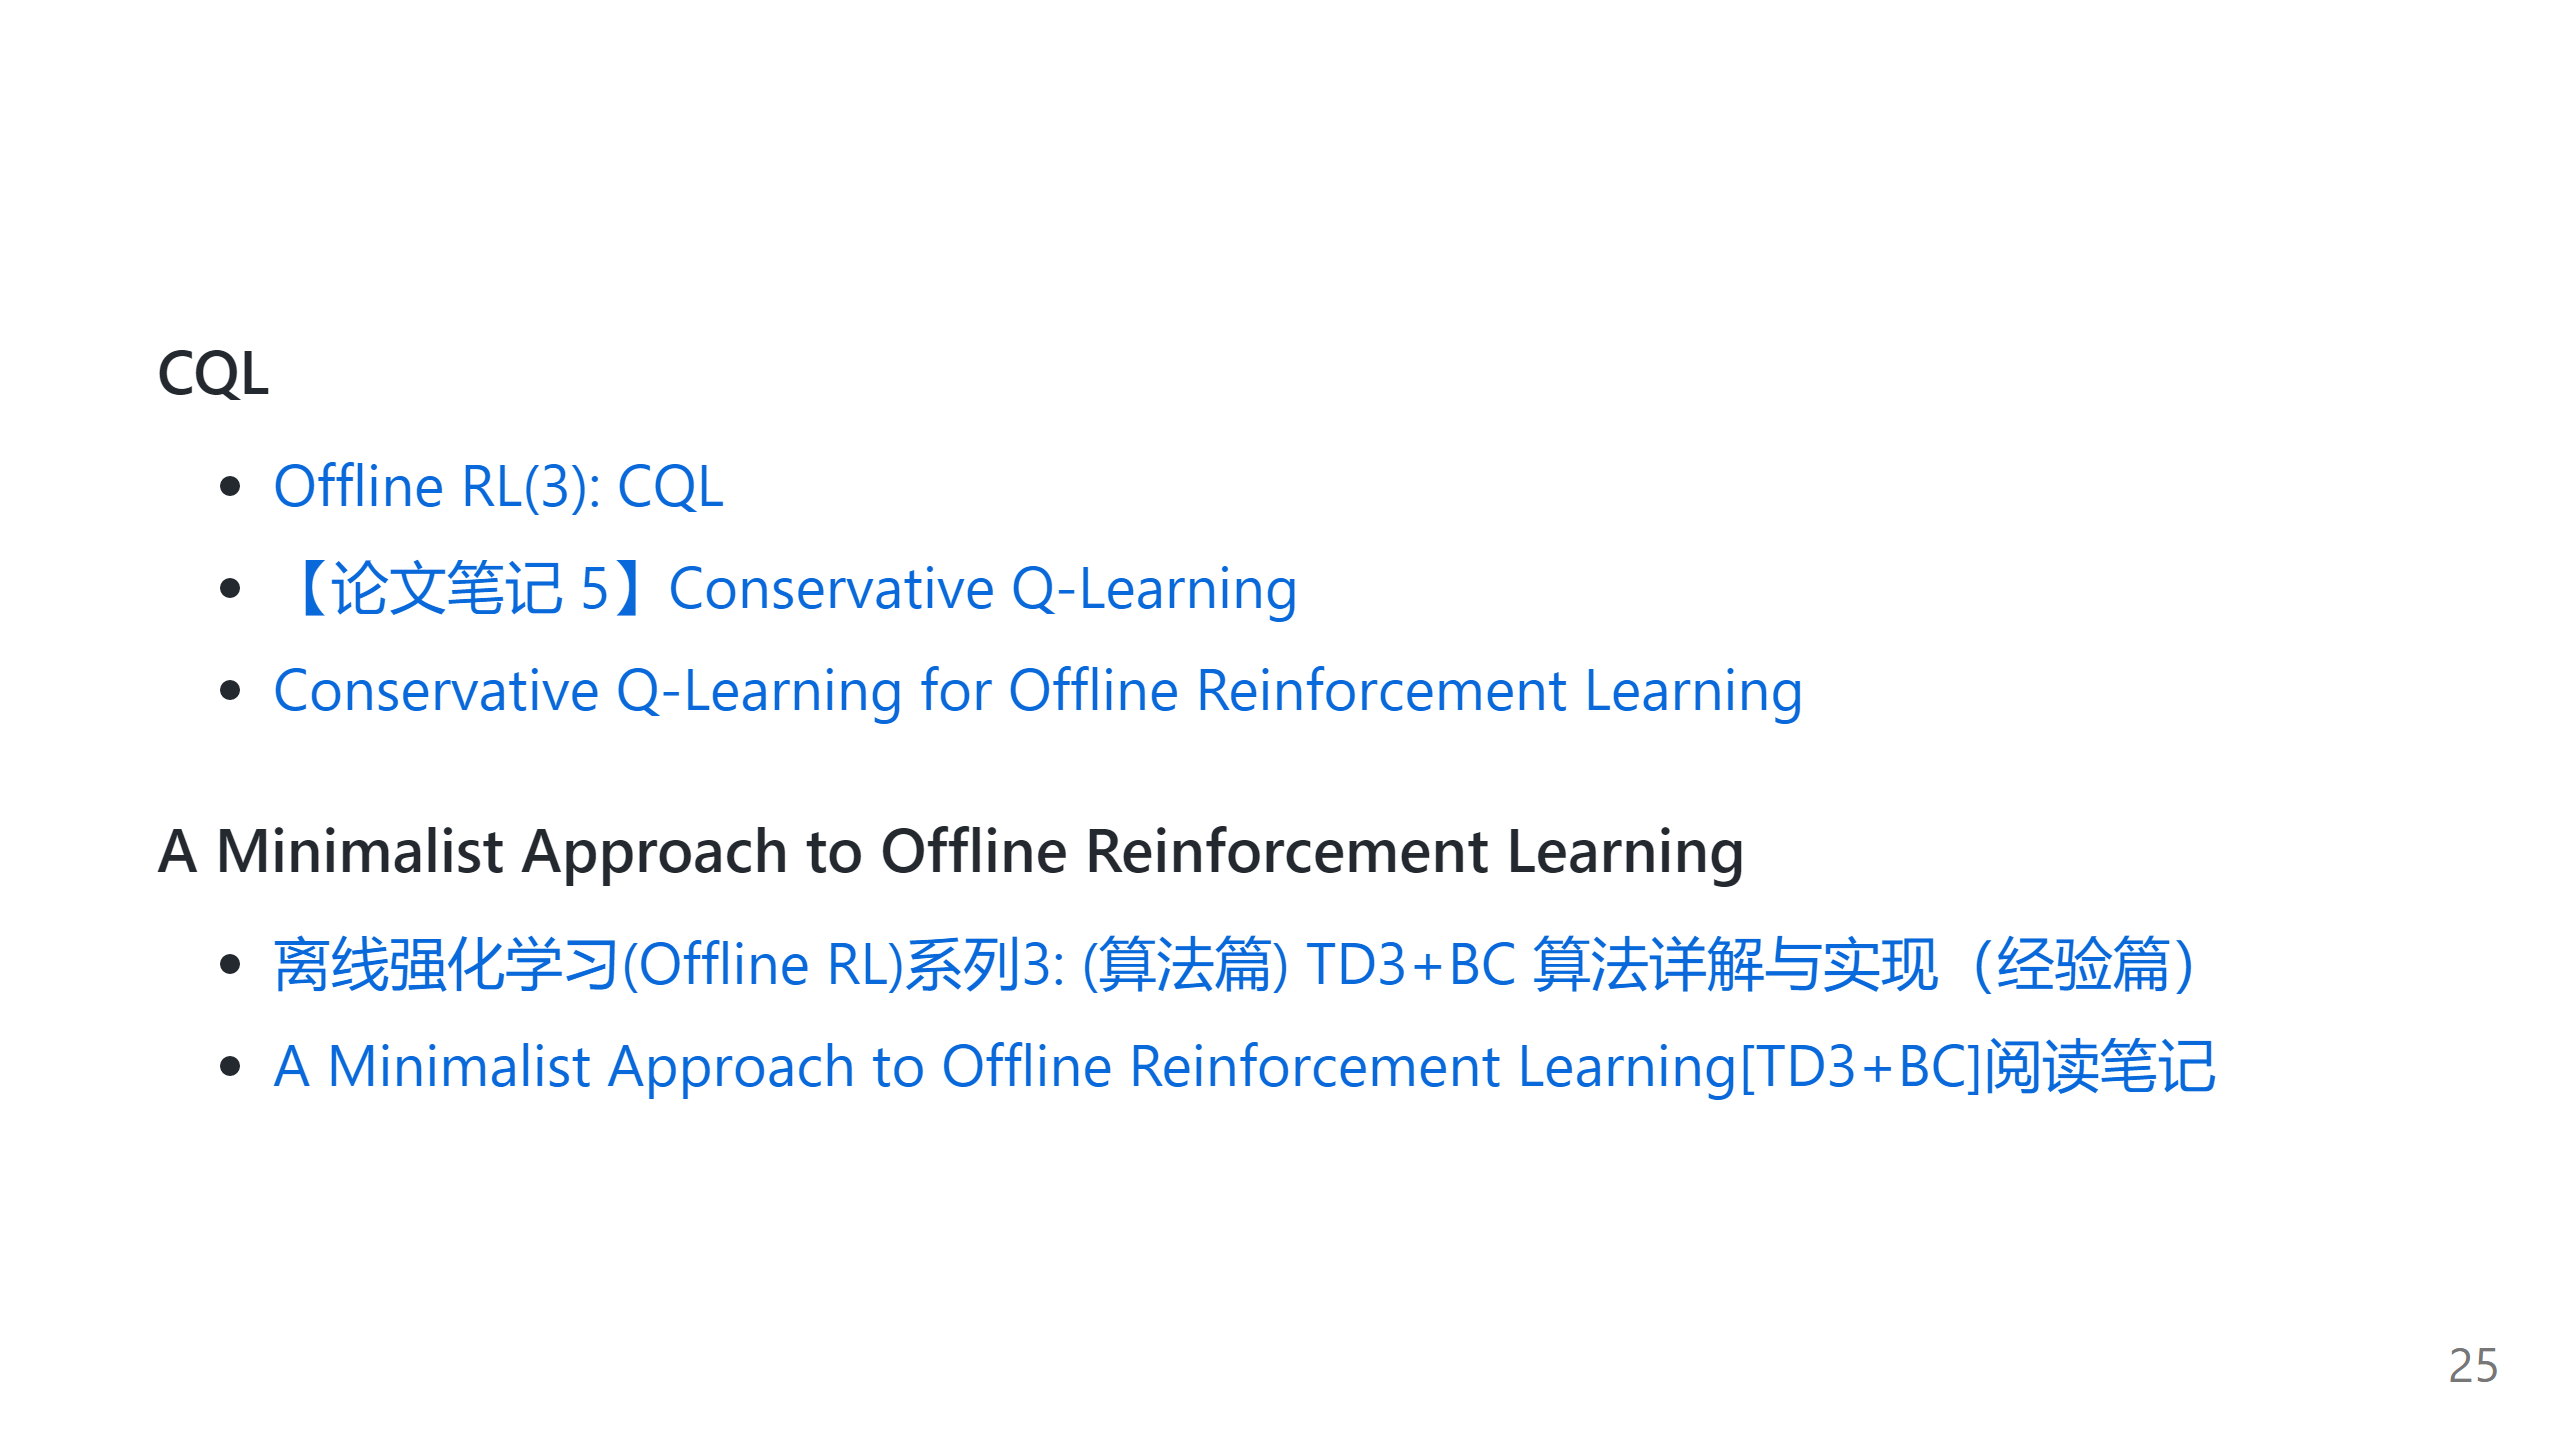 CQL
Offline RL(3): CQL
【论文笔记 5】Conservative Q-Learning
Conservative Q-Learning for Offline Reinforcement Learning
A Minimalist Approach to Offline Reinforcement Learning
离线强化学习(Offline RL)系列3: (算法篇) TD3+BC 算法详解与实现（经验篇）
A Minimalist Approach to Offline Reinforcement Learning[TD3+BC]阅读笔记
25